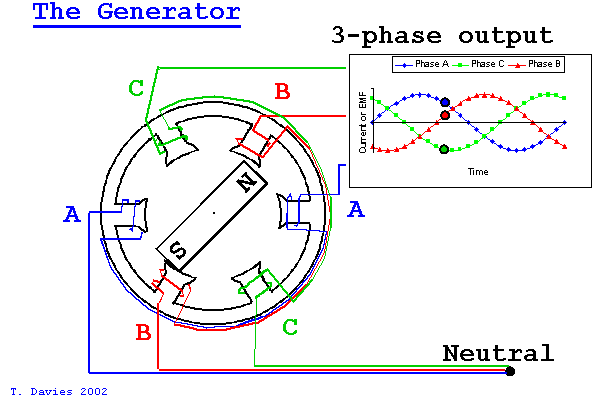 The Generator
3-phase output
Phase A Phase C Phase B
Current or EMF
Time
C
B
A
A
N
S
B
C
Neutral
T. Davies 2002